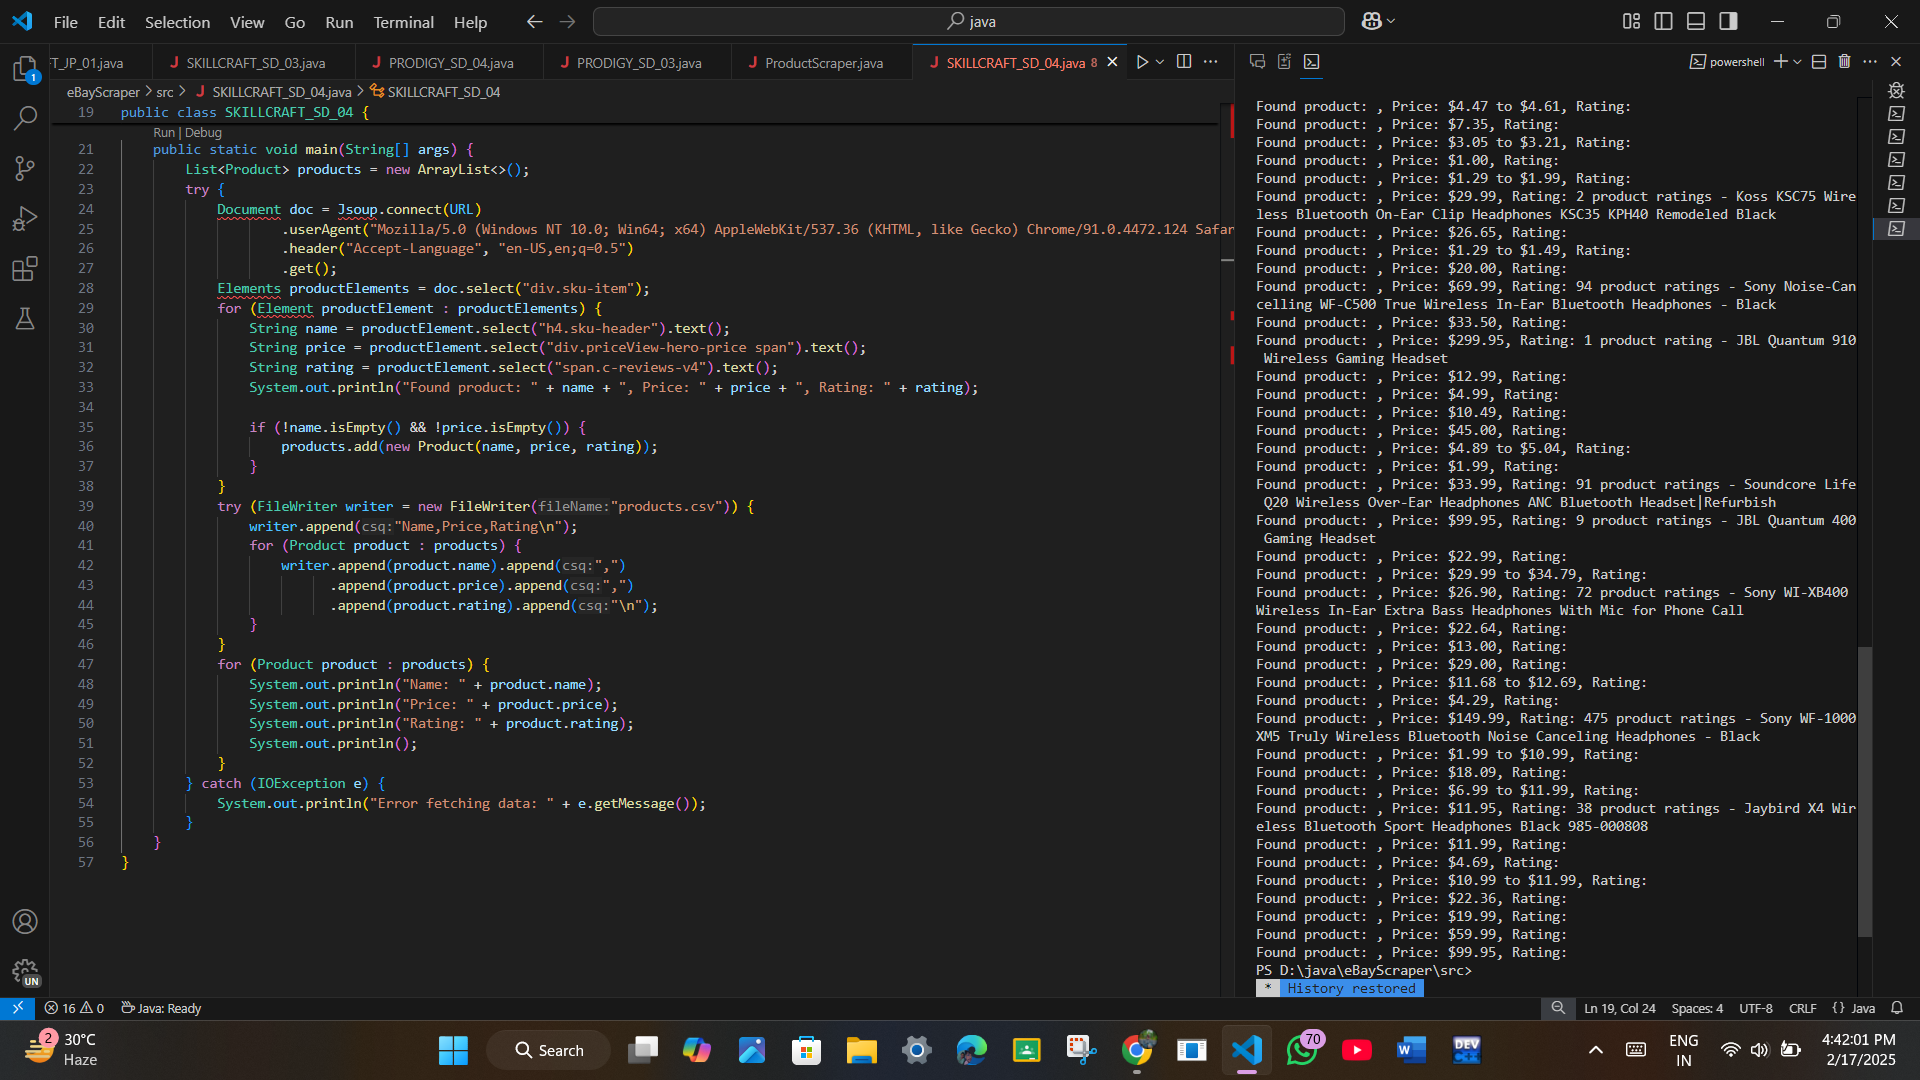 File Edit Selection View Go Run Terminal Help
java
T_JP_01.java SKILLCRAFT_SD_03.java PRODIGY_SD_04.java PRODIGY_SD_03.java ProductScraper.java SKILLCRAFT_SD_04.java 8
eBayScraper > src > SKILLCRAFT_SD_04.java > SKILLCRAFT_SD_04
19 public class SKILLCRAFT_SD_04 {
Run | Debug
21 public static void main(String[] args) {
22 List<Product> products = new ArrayList<>();
23 try {
24 Document doc = Jsoup.connect(URL)
25 .userAgent("Mozilla/5.0 (Windows NT 10.0; Win64; x64) AppleWebKit/537.36 (KHTML, like Gecko) Chrome/91.0.4472.124 Safar
26 .header("Accept-Language", "en-US,en;q=0.5")
27 .get();
28 Elements productElements = doc.select("div.sku-item");
29 for (Element productElement : productElements) {
30 String name = productElement.select("h4.sku-header").text();
31 String price = productElement.select("div.priceView-hero-price span").text();
32 String rating = productElement.select("span.c-reviews-v4").text();
33 System.out.println("Found product: " + name + ", Price: " + price + ", Rating: " + rating);
34
35 if (!name.isEmpty() && !price.isEmpty()) {
36 products.add(new Product(name, price, rating));
37 }
38 }
39 try (FileWriter writer = new FileWriter(fileName:"products.csv")) {
40 writer.append(csq:"Name,Price,Rating\n");
41 for (Product product : products) {
42 writer.append(product.name).append(csq:",")
43 .append(product.price).append(csq:",")
44 .append(product.rating).append(csq:"\n");
45 }
46 }
47 for (Product product : products) {
48 System.out.println("Name: " + product.name);
49 System.out.println("Price: " + product.price);
50 System.out.println("Rating: " + product.rating);
51 System.out.println();
52 }
53 } catch (IOException e) {
54 System.out.println("Error fetching data: " + e.getMessage());
55 }
56 }
57 }
powershell
Found product: , Price: $4.47 to $4.61, Rating:
Found product: , Price: $7.35, Rating:
Found product: , Price: $3.05 to $3.21, Rating:
Found product: , Price: $1.00, Rating:
Found product: , Price: $1.29 to $1.99, Rating:
Found product: , Price: $29.99, Rating: 2 product ratings - Koss KSC75 Wire
less Bluetooth On-Ear Clip Headphones KSC35 KPH40 Remodeled Black
Found product: , Price: $26.65, Rating:
Found product: , Price: $1.29 to $1.49, Rating:
Found product: , Price: $20.00, Rating:
Found product: , Price: $69.99, Rating: 94 product ratings - Sony Noise-Can
celling WF-C500 True Wireless In-Ear Bluetooth Headphones - Black
Found product: , Price: $33.50, Rating:
Found product: , Price: $299.95, Rating: 1 product rating - JBL Quantum 910
Wireless Gaming Headset
Found product: , Price: $12.99, Rating:
Found product: , Price: $4.99, Rating:
Found product: , Price: $10.49, Rating:
Found product: , Price: $45.00, Rating:
Found product: , Price: $4.89 to $5.04, Rating:
Found product: , Price: $1.99, Rating:
Found product: , Price: $33.99, Rating: 91 product ratings - Soundcore Life
Q20 Wireless Over-Ear Headphones ANC Bluetooth Headset|Refurbish
Found product: , Price: $99.95, Rating: 9 product ratings - JBL Quantum 400
Gaming Headset
Found product: , Price: $22.99, Rating:
Found product: , Price: $29.99 to $34.79, Rating:
Found product: , Price: $26.90, Rating: 72 product ratings - Sony WI-XB400
Wireless In-Ear Extra Bass Headphones With Mic for Phone Call
Found product: , Price: $22.64, Rating:
Found product: , Price: $13.00, Rating:
Found product: , Price: $29.00, Rating:
Found product: , Price: $11.68 to $12.69, Rating:
Found product: , Price: $4.29, Rating:
Found product: , Price: $149.99, Rating: 475 product ratings - Sony WF-1000
XM5 Truly Wireless Bluetooth Noise Canceling Headphones - Black
Found product: , Price: $1.99 to $10.99, Rating:
Found product: , Price: $18.09, Rating:
Found product: , Price: $6.99 to $11.99, Rating:
Found product: , Price: $11.95, Rating: 38 product ratings - Jaybird X4 Wir
eless Bluetooth Sport Headphones Black 985-000808
Found product: , Price: $11.99, Rating:
Found product: , Price: $4.69, Rating:
Found product: , Price: $10.99 to $11.99, Rating:
Found product: , Price: $22.36, Rating:
Found product: , Price: $19.99, Rating:
Found product: , Price: $59.99, Rating:
Found product: , Price: $99.95, Rating:
PS D:\java\eBayScraper\src>
* History restored
1
UN
16 0 Java: Ready
Ln 19, Col 24 Spaces: 4 UTF-8 CRLF {} Java
2 30°C
Haze
Search
70
DEV C++
ENG
IN
4:42:01 PM
2/17/2025